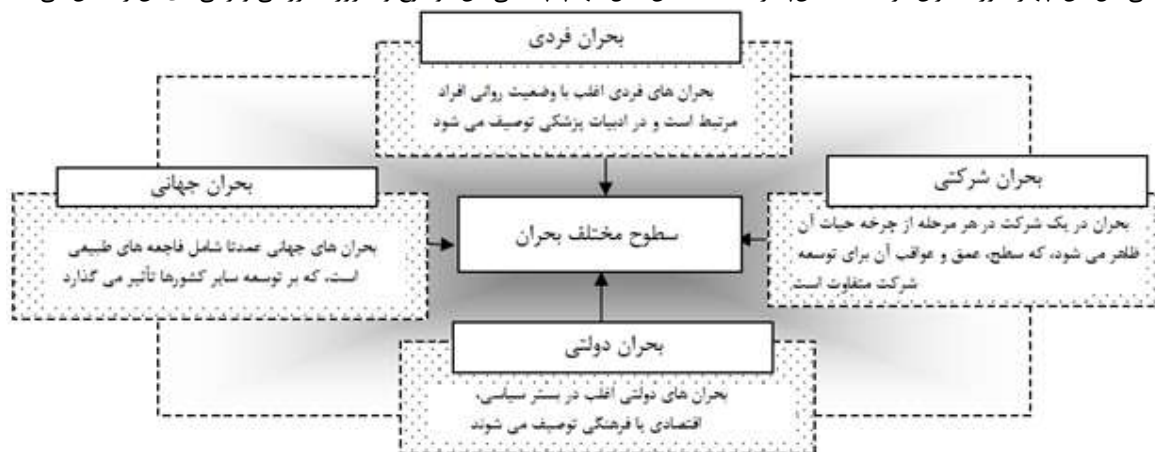 بحران فردی
بحران های فردی اغلب با وضعیت روانی افراد
مرتبط است و در ادبیات پزشکی توصیف می شود
بحران شرکتی
بحران در یک شرکت در هر مرحله از چرخه حیات آن
ظاهر می شود، که سطح، عمق و عواقب آن برای توسعه
شرکت متفاوت است
سطوح مختلف بحران
بحران جهانی
بحران های جهانی عمدتا شامل فاجعه های طبیعی
است، که بر توسعه سایر کشورها تأثیر می گذارد
بحران دولتی
بحران های دولتی اغلب در بستر سیاسی،
اقتصادی یا فرهنگی توصیف می شوند